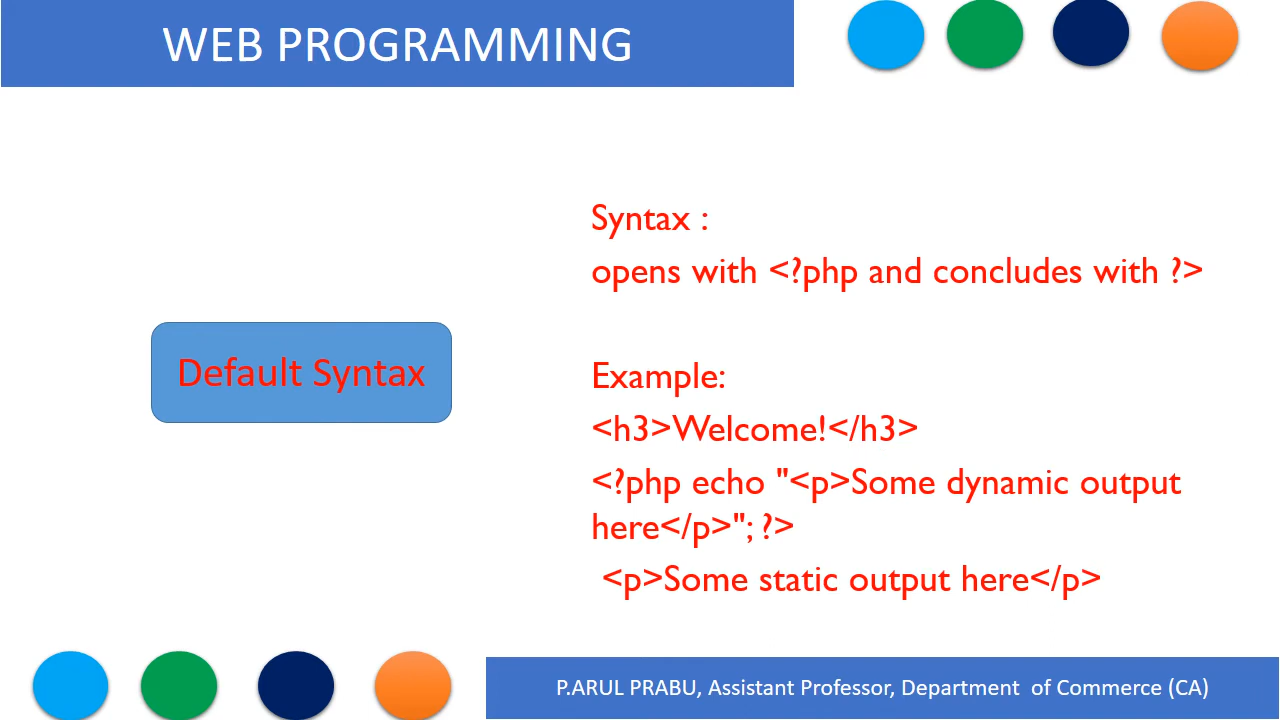 WEB PROGRAMMING
Default Syntax
Syntax :
opens with <?php and concludes with ?>
Example:
<h3>Welcome!</h3>
<?php echo "<p>Some dynamic output
here</p>"; ?>
<p>Some static output here</p>
P.ARUL PRABU, Assistant Professor, Department of Commerce (CA)